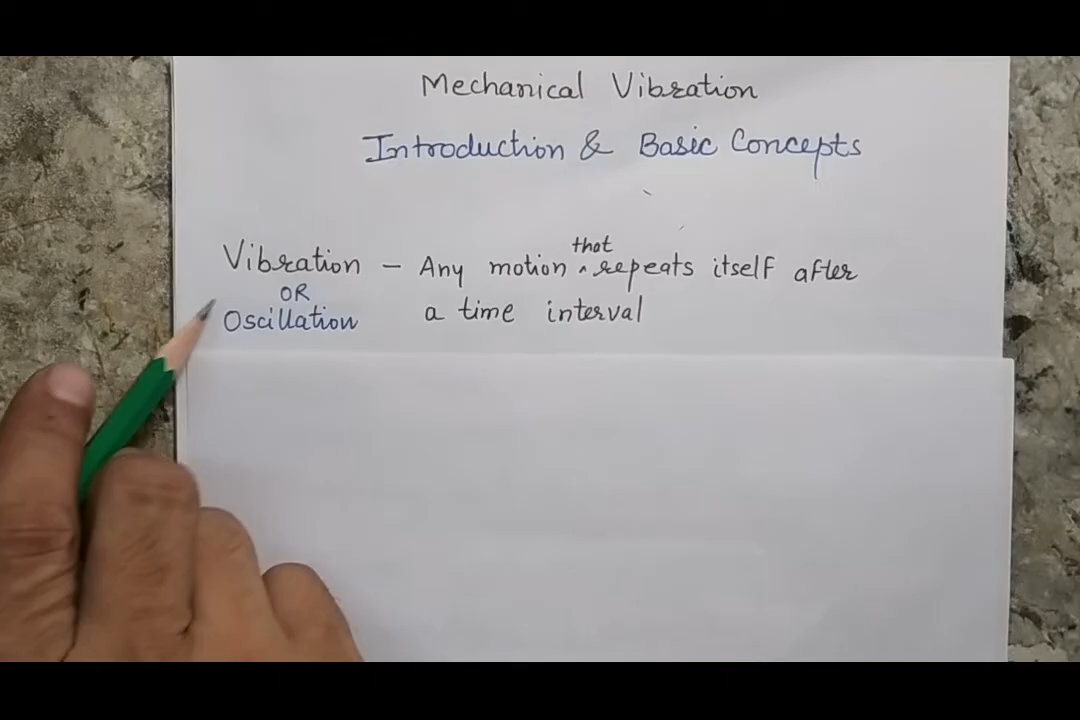 Mechanical Vibration
Introduction & Basic Concepts
Vibration – Any motion ^that repeats itself after
OR
Oscillation a time interval